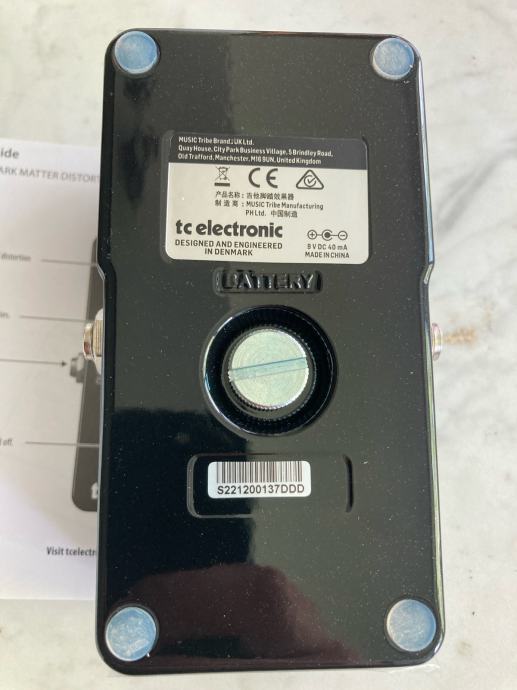 MUSIC Tribe Brands UK Ltd.
Quay House, City Park Business Village, 5 Brindley Road,
Old Trafford, Manchester, M16 9UN, United Kingdom
CE
产品名称: 吉他脚踏效果器
制 造 商: MUSIC Tribe Manufacturing
PH Ltd. 中国制造
tc electronic
DESIGNED AND ENGINEERED
IN DENMARK
9 V DC 40 mA
MADE IN CHINA
BATTERY
S221200137DDD
ide
ARK MATTER DISTORT
distortion
in.
off.
Visit tcelectr